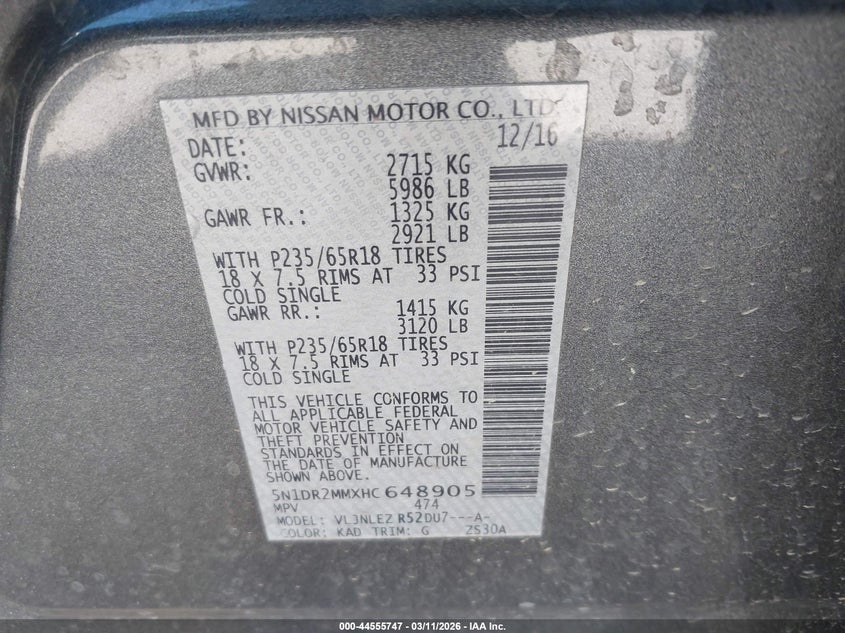 MFD BY NISSAN MOTOR CO., LTD.
DATE: 12/16
GVWR: 2715 KG
5986 LB
GAWR FR.: 1325 KG
2921 LB
WITH P235/65R18 TIRES
18 X 7.5 RIMS AT 33 PSI
COLD SINGLE
GAWR RR.: 1415 KG
3120 LB
WITH P235/65R18 TIRES
18 X 7.5 RIMS AT 33 PSI
COLD SINGLE
THIS VEHICLE CONFORMS TO
ALL APPLICABLE FEDERAL
MOTOR VEHICLE SAFETY AND
THEFT PREVENTION
STANDARDS IN EFFECT ON
THE DATE OF MANUFACTURE
SHOWN ABOVE.
5N1DR2MMXHC648905
MPV 474
MODEL: VL3NLEZ R52DU7---A-
COLOR: KAD TRIM: G ZS30A
000-44555747 - 03/11/2026 - IAA Inc.